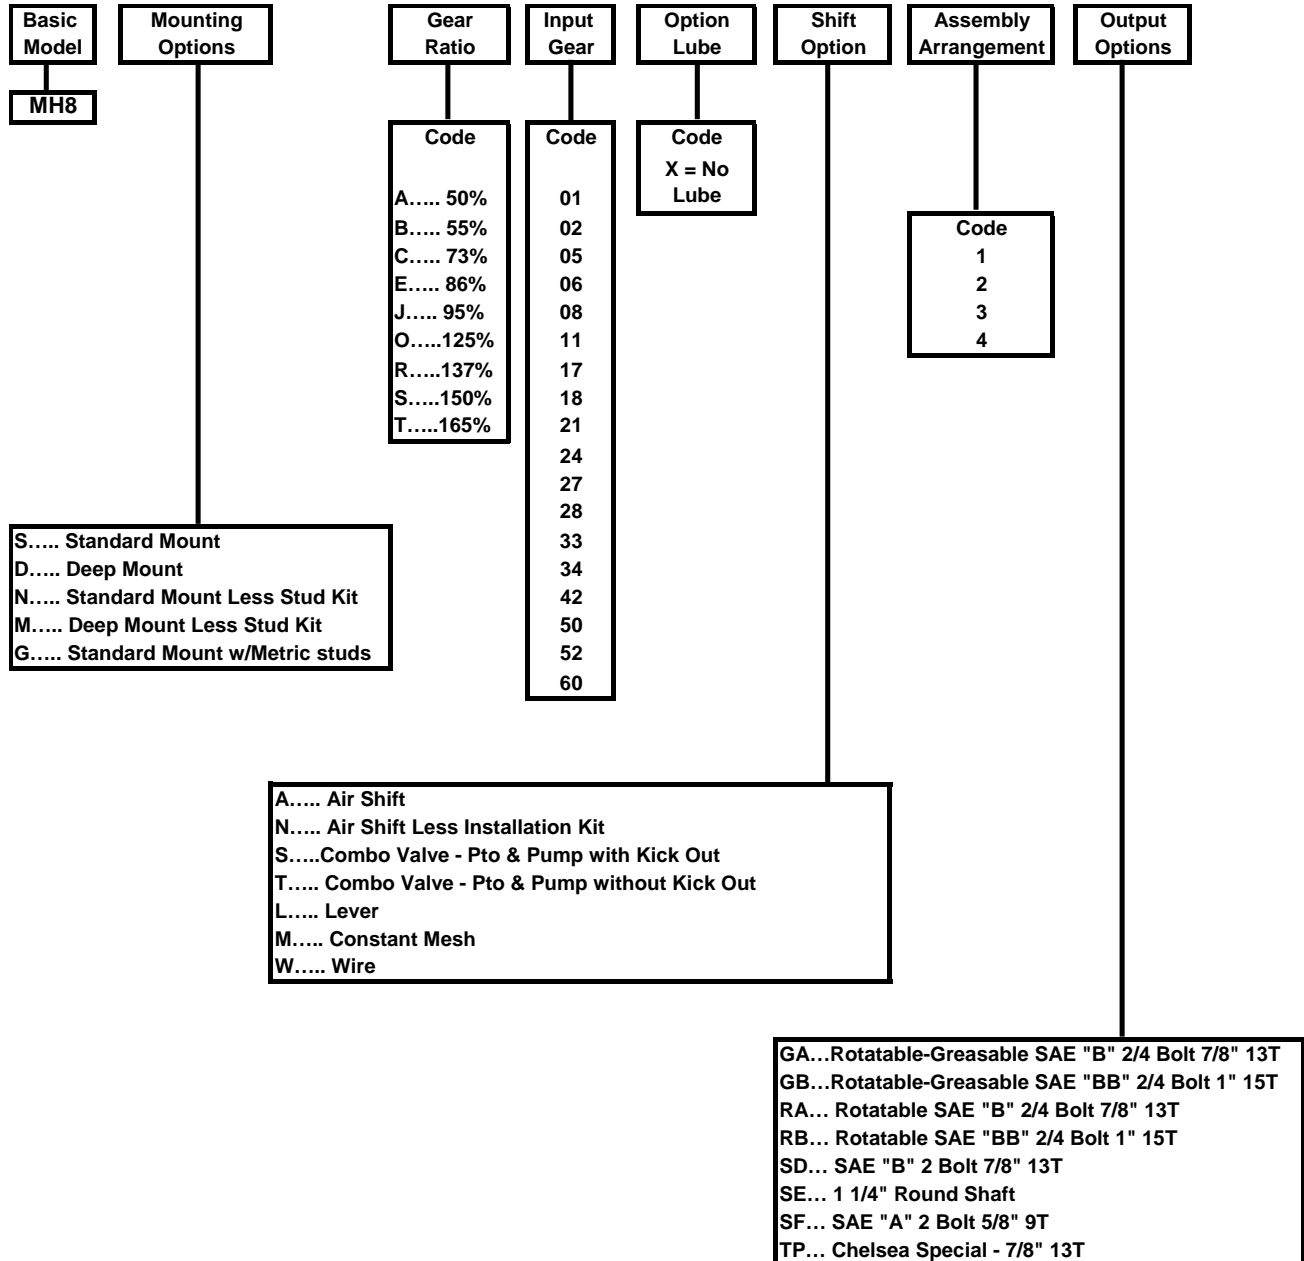 Basic
Model
MH8
Mounting
Options
S….. Standard Mount
D….. Deep Mount
N….. Standard Mount Less Stud Kit
M….. Deep Mount Less Stud Kit
G….. Standard Mount w/Metric studs
Gear
Ratio
Code
A….. 50%
B….. 55%
C….. 73%
E….. 86%
J….. 95%
O…..125%
R…..137%
S…..150%
T…..165%
Input
Gear
Code
01
02
05
06
08
11
17
18
21
24
27
28
33
34
42
50
52
60
Option
Lube
Code
X = No
Lube
Shift
Option
A….. Air Shift
N….. Air Shift Less Installation Kit
S…..Combo Valve - Pto & Pump with Kick Out
T….. Combo Valve - Pto & Pump without Kick Out
L….. Lever
M….. Constant Mesh
W….. Wire
Assembly
Arrangement
Code
1
2
3
4
Output
Options
GA…Rotatable-Greasable SAE "B" 2/4 Bolt 7/8" 13T
GB…Rotatable-Greasable SAE "BB" 2/4 Bolt 1" 15T
RA… Rotatable SAE "B" 2/4 Bolt 7/8" 13T
RB… Rotatable SAE "BB" 2/4 Bolt 1" 15T
SD… SAE "B" 2 Bolt 7/8" 13T
SE… 1 1/4" Round Shaft
SF… SAE "A" 2 Bolt 5/8" 9T
TP… Chelsea Special - 7/8" 13T